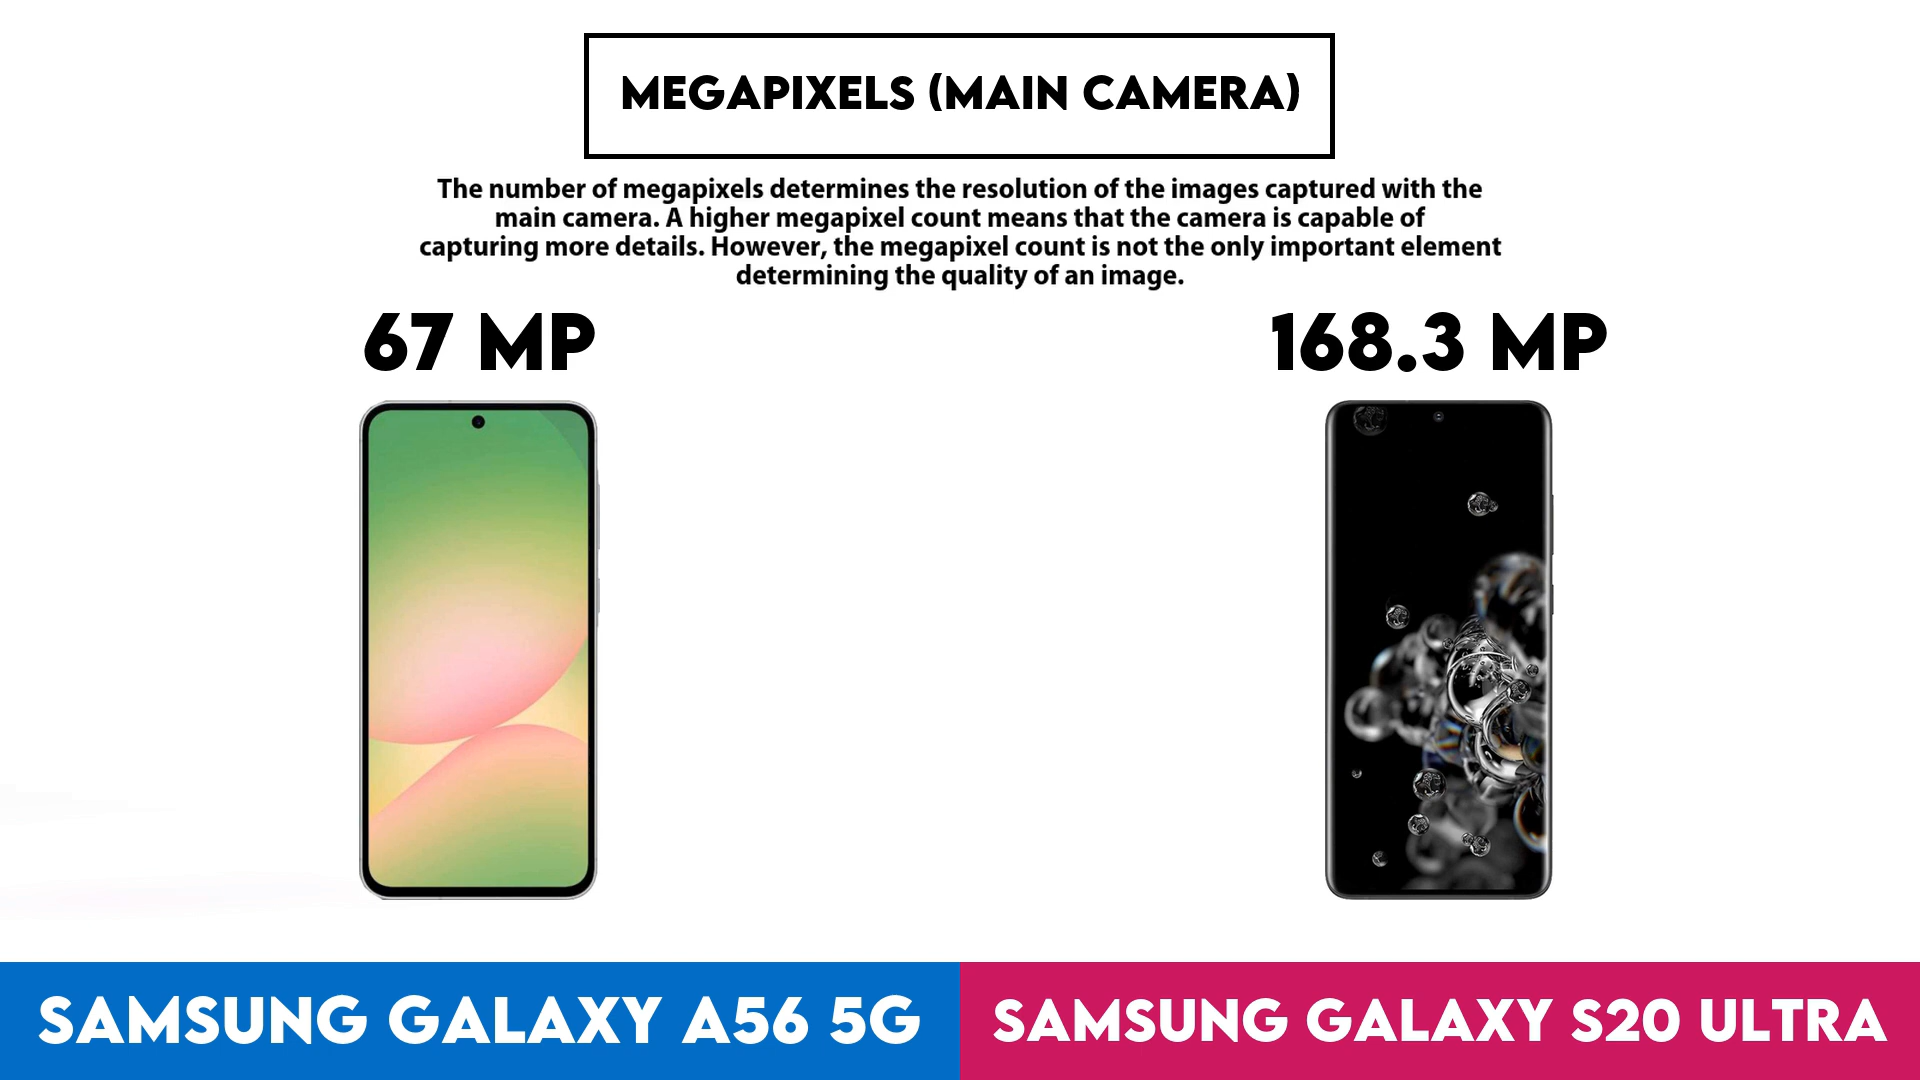 MEGAPIXELS (MAIN CAMERA)
The number of megapixels determines the resolution of the images captured with the
main camera. A higher megapixel count means that the camera is capable of
capturing more details. However, the megapixel count is not the only important element
determining the quality of an image.
67 MP
168.3 MP
SAMSUNG GALAXY A56 5G
SAMSUNG GALAXY S20 ULTRA